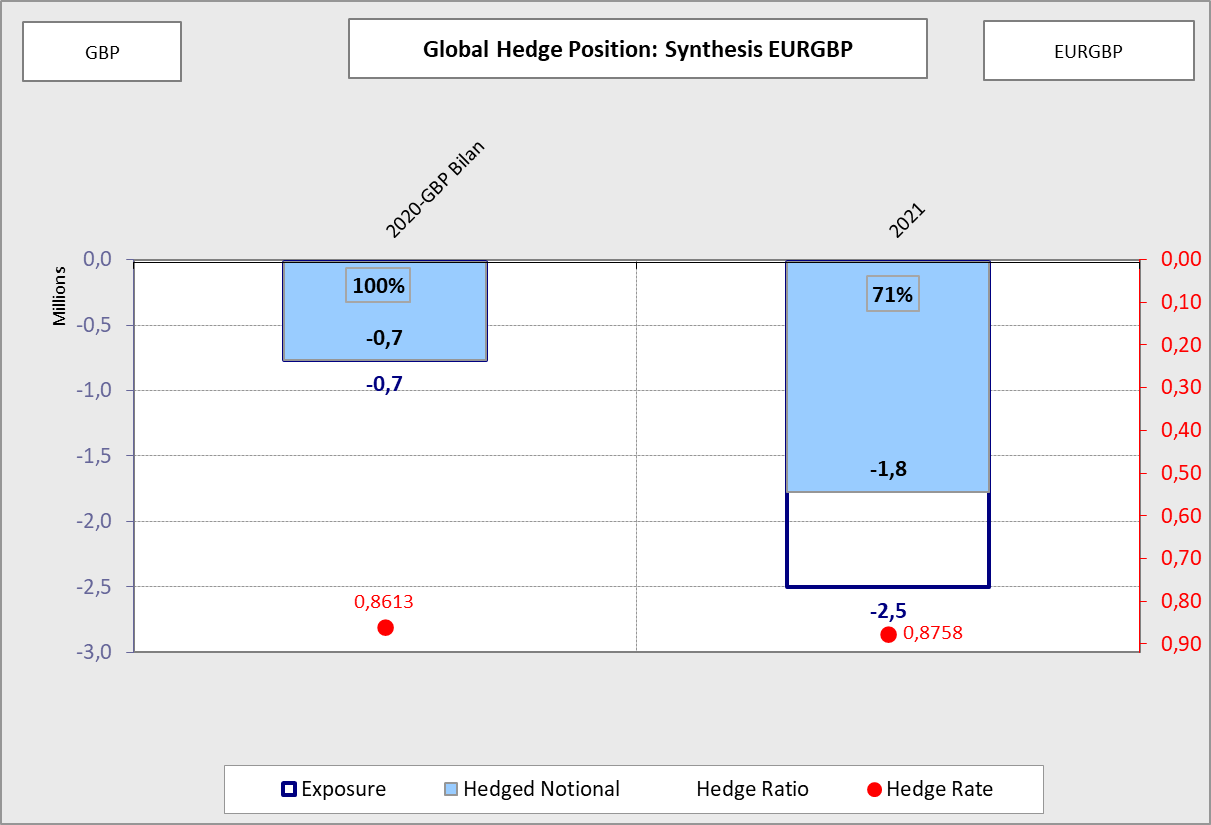 GBP
Global Hedge Position: Synthesis EURGBP
EURGBP
2020-GBP Bilan
2021
Millions
0,0
-0,5
-1,0
-1,5
-2,0
-2,5
-3,0
100%
-0,7
-0,7
0,8613
71%
-1,8
-2,5
0,8758
0,00
0,10
0,20
0,30
0,40
0,50
0,60
0,70
0,80
0,90
Exposure
Hedged Notional
Hedge Ratio
Hedge Rate